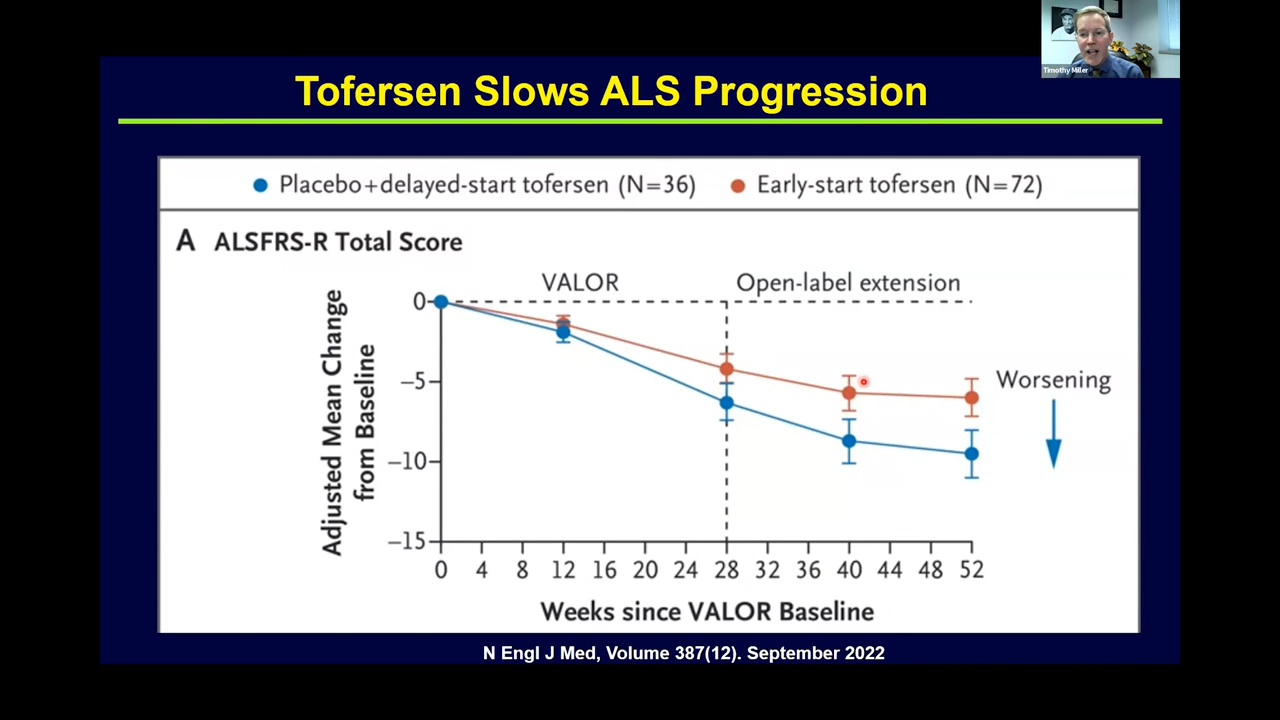 Timothy Miller
Tofersen Slows ALS Progression
Placebo+delayed-start tofersen (N=36) Early-start tofersen (N=72)
A ALSFRS-R Total Score
VALOR Open-label extension
Adjusted Mean Change
from Baseline
0
−5
−10
−15
Worsening
0 4 8 12 16 20 24 28 32 36 40 44 48 52
Weeks since VALOR Baseline
N Engl J Med, Volume 387(12). September 2022